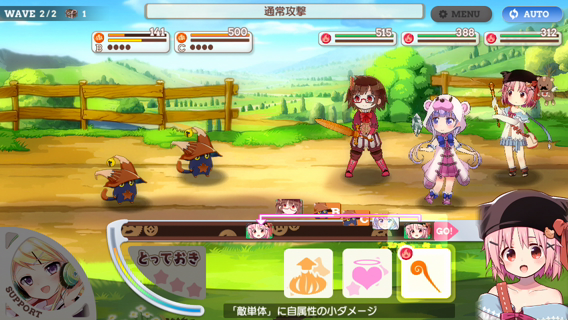 WAVE 2/2
1
通常攻撃
MENU
AUTO
B
141
C
500
515
388
312
GO!
とっておき
SUPPORT
「敵単体」に自属性の小ダメージ